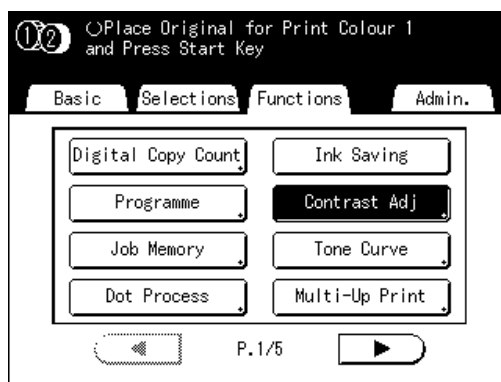 ①② Place Original for Print Colour 1
and Press Start Key
Basic Selections Functions Admin.
Digital Copy Count Ink Saving
Programme Contrast Adj
Job Memory Tone Curve
Dot Process Multi-Up Print
P.1/5